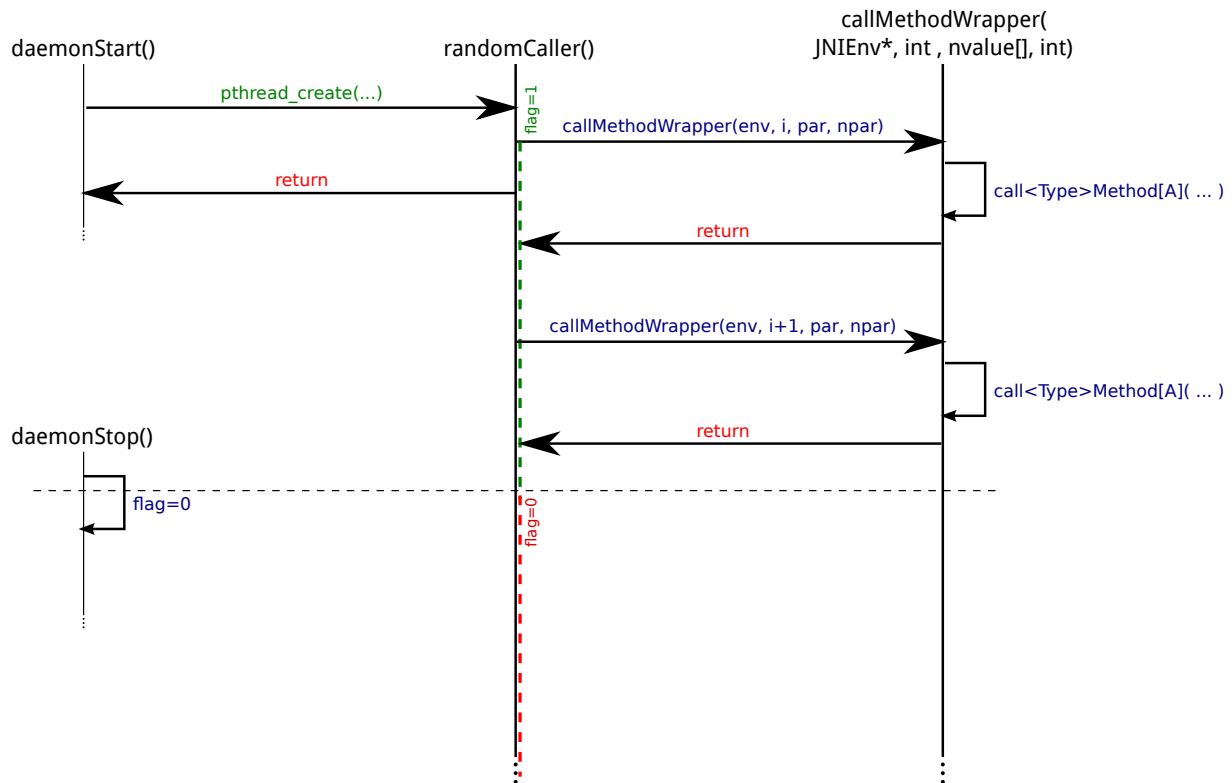 callMethodWrapper(
JNIEnv*, int , nvalue[], int)
daemonStart()
randomCaller()
pthread_create(...)
flag=1
callMethodWrapper(env, i, par, npar)
return
call<Type>Method[A]( ... )
...
return
callMethodWrapper(env, i+1, par, npar)
call<Type>Method[A]( ... )
daemonStop()
return
flag=0
flag=0
...